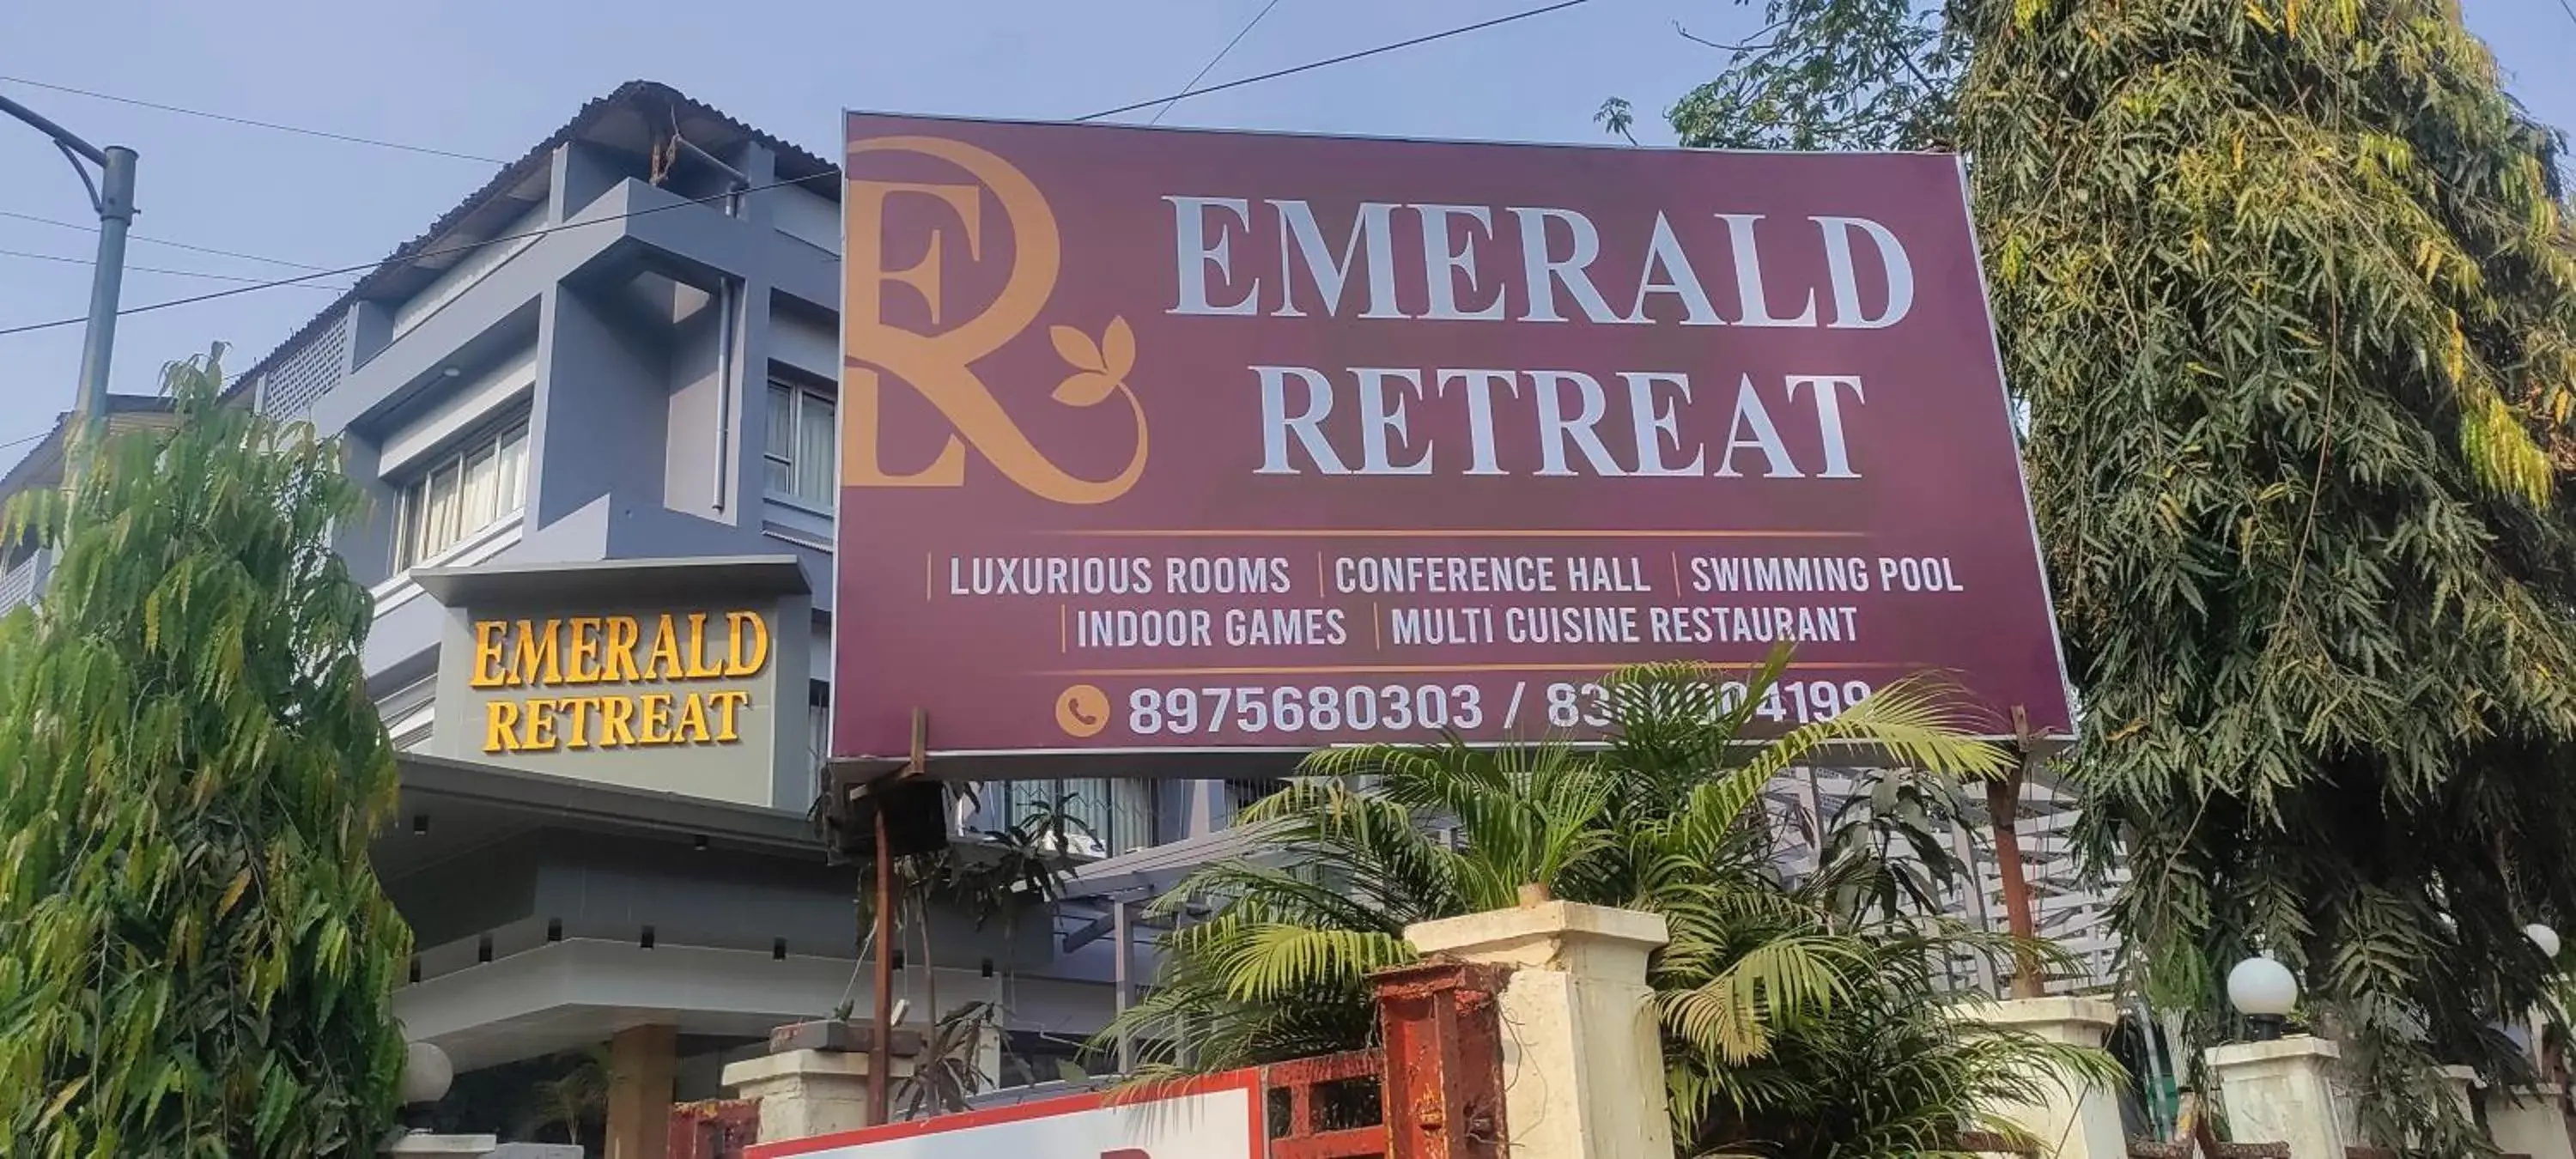 EMERALD
RETREAT
ER
EMERALD
RETREAT
LUXURIOUS ROOMS | CONFERENCE HALL | SWIMMING POOL
INDOOR GAMES | MULTI CUISINE RESTAURANT
8975680303 /